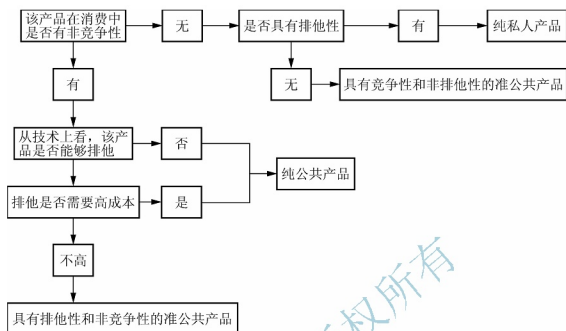 该产品在消费中
是否有非竞争性
无
是否具有排他性
有
纯私人产品
有
无
具有竞争性和非排他性的准公共产品
从技术上看，该产
品是否能够排他
否
纯公共产品
排他是否需要高成本
是
不高
具有排他性和非竞争性的准公共产品
权所有